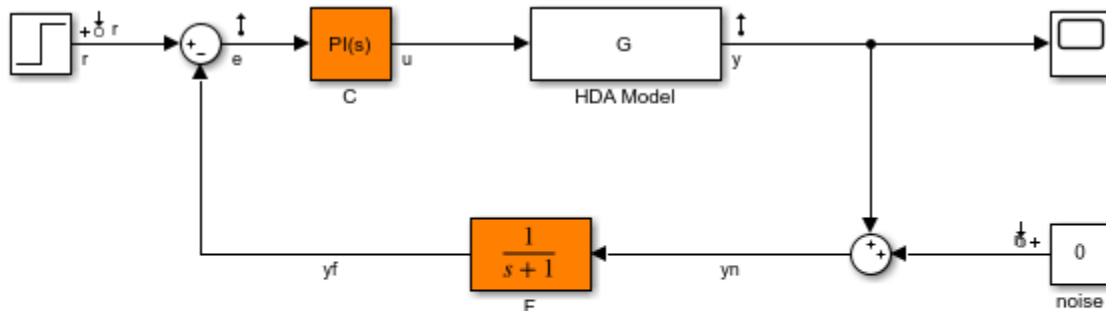 + r
r
+
−
e
PI(s)
C
u
G
HDA Model
y
yf
1
s + 1
F
yn
+
+
+
0
noise